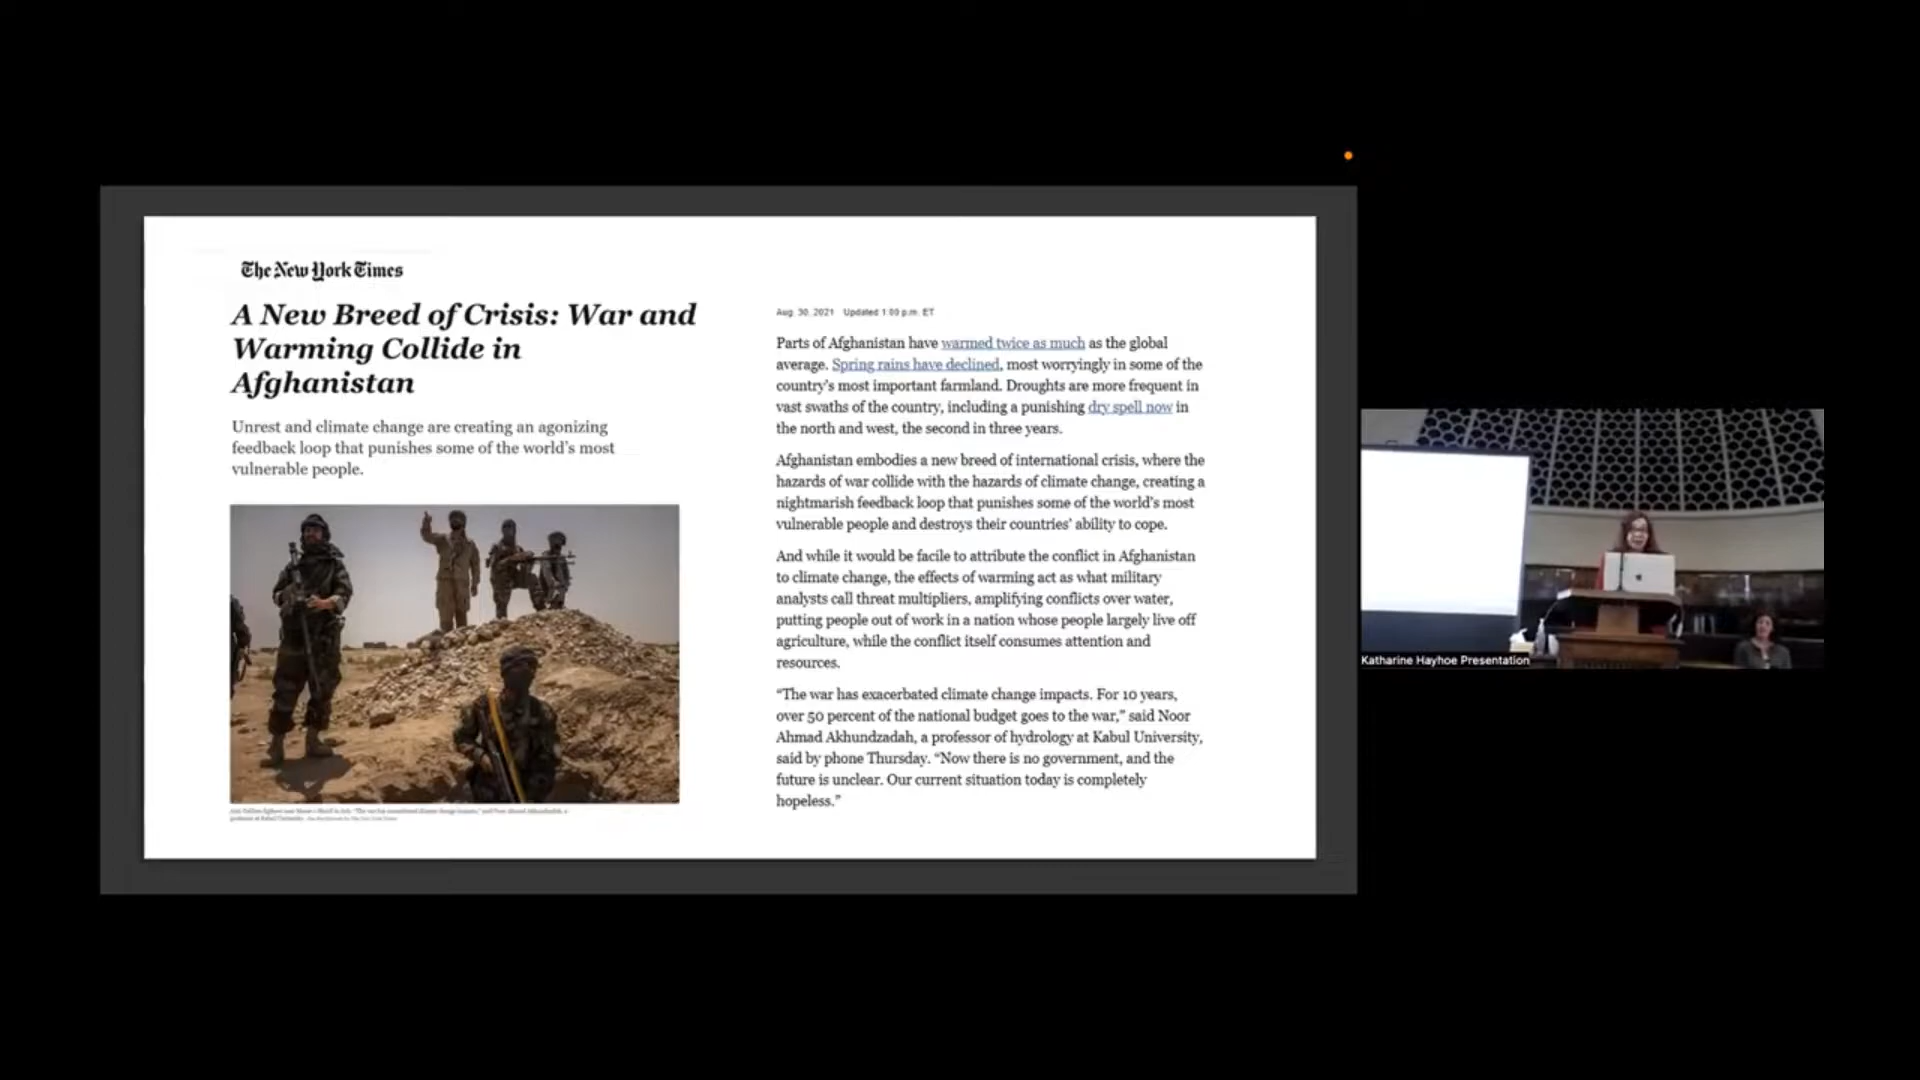 The New York Times
A New Breed of Crisis: War and
Warming Collide in
Afghanistan
Unrest and climate change are creating an agonizing
feedback loop that punishes some of the world's most
vulnerable people.
Aug. 30, 2021 Updated 1:00 p.m. ET
Parts of Afghanistan have warmed twice as much as the global
average. Spring rains have declined, most worryingly in some of the
country's most important farmland. Droughts are more frequent in
vast swaths of the country, including a punishing dry spell now in
the north and west, the second in three years.
Afghanistan embodies a new breed of international crisis, where the
hazards of war collide with the hazards of climate change, creating a
nightmarish feedback loop that punishes some of the world's most
vulnerable people and destroys their countries' ability to cope.
And while it would be facile to attribute the conflict in Afghanistan
to climate change, the effects of warming act as what military
analysts call threat multipliers, amplifying conflicts over water,
putting people out of work in a nation whose people largely live off
agriculture, while the conflict itself consumes attention and
resources.
“The war has exacerbated climate change impacts. For 10 years,
over 50 percent of the national budget goes to the war,” said Noor
Ahmad Akhundzadah, a professor of hydrology at Kabul University,
said by phone Thursday. “Now there is no government, and the
future is unclear. Our current situation today is completely
hopeless.”
Katharine Hayhoe Presentation